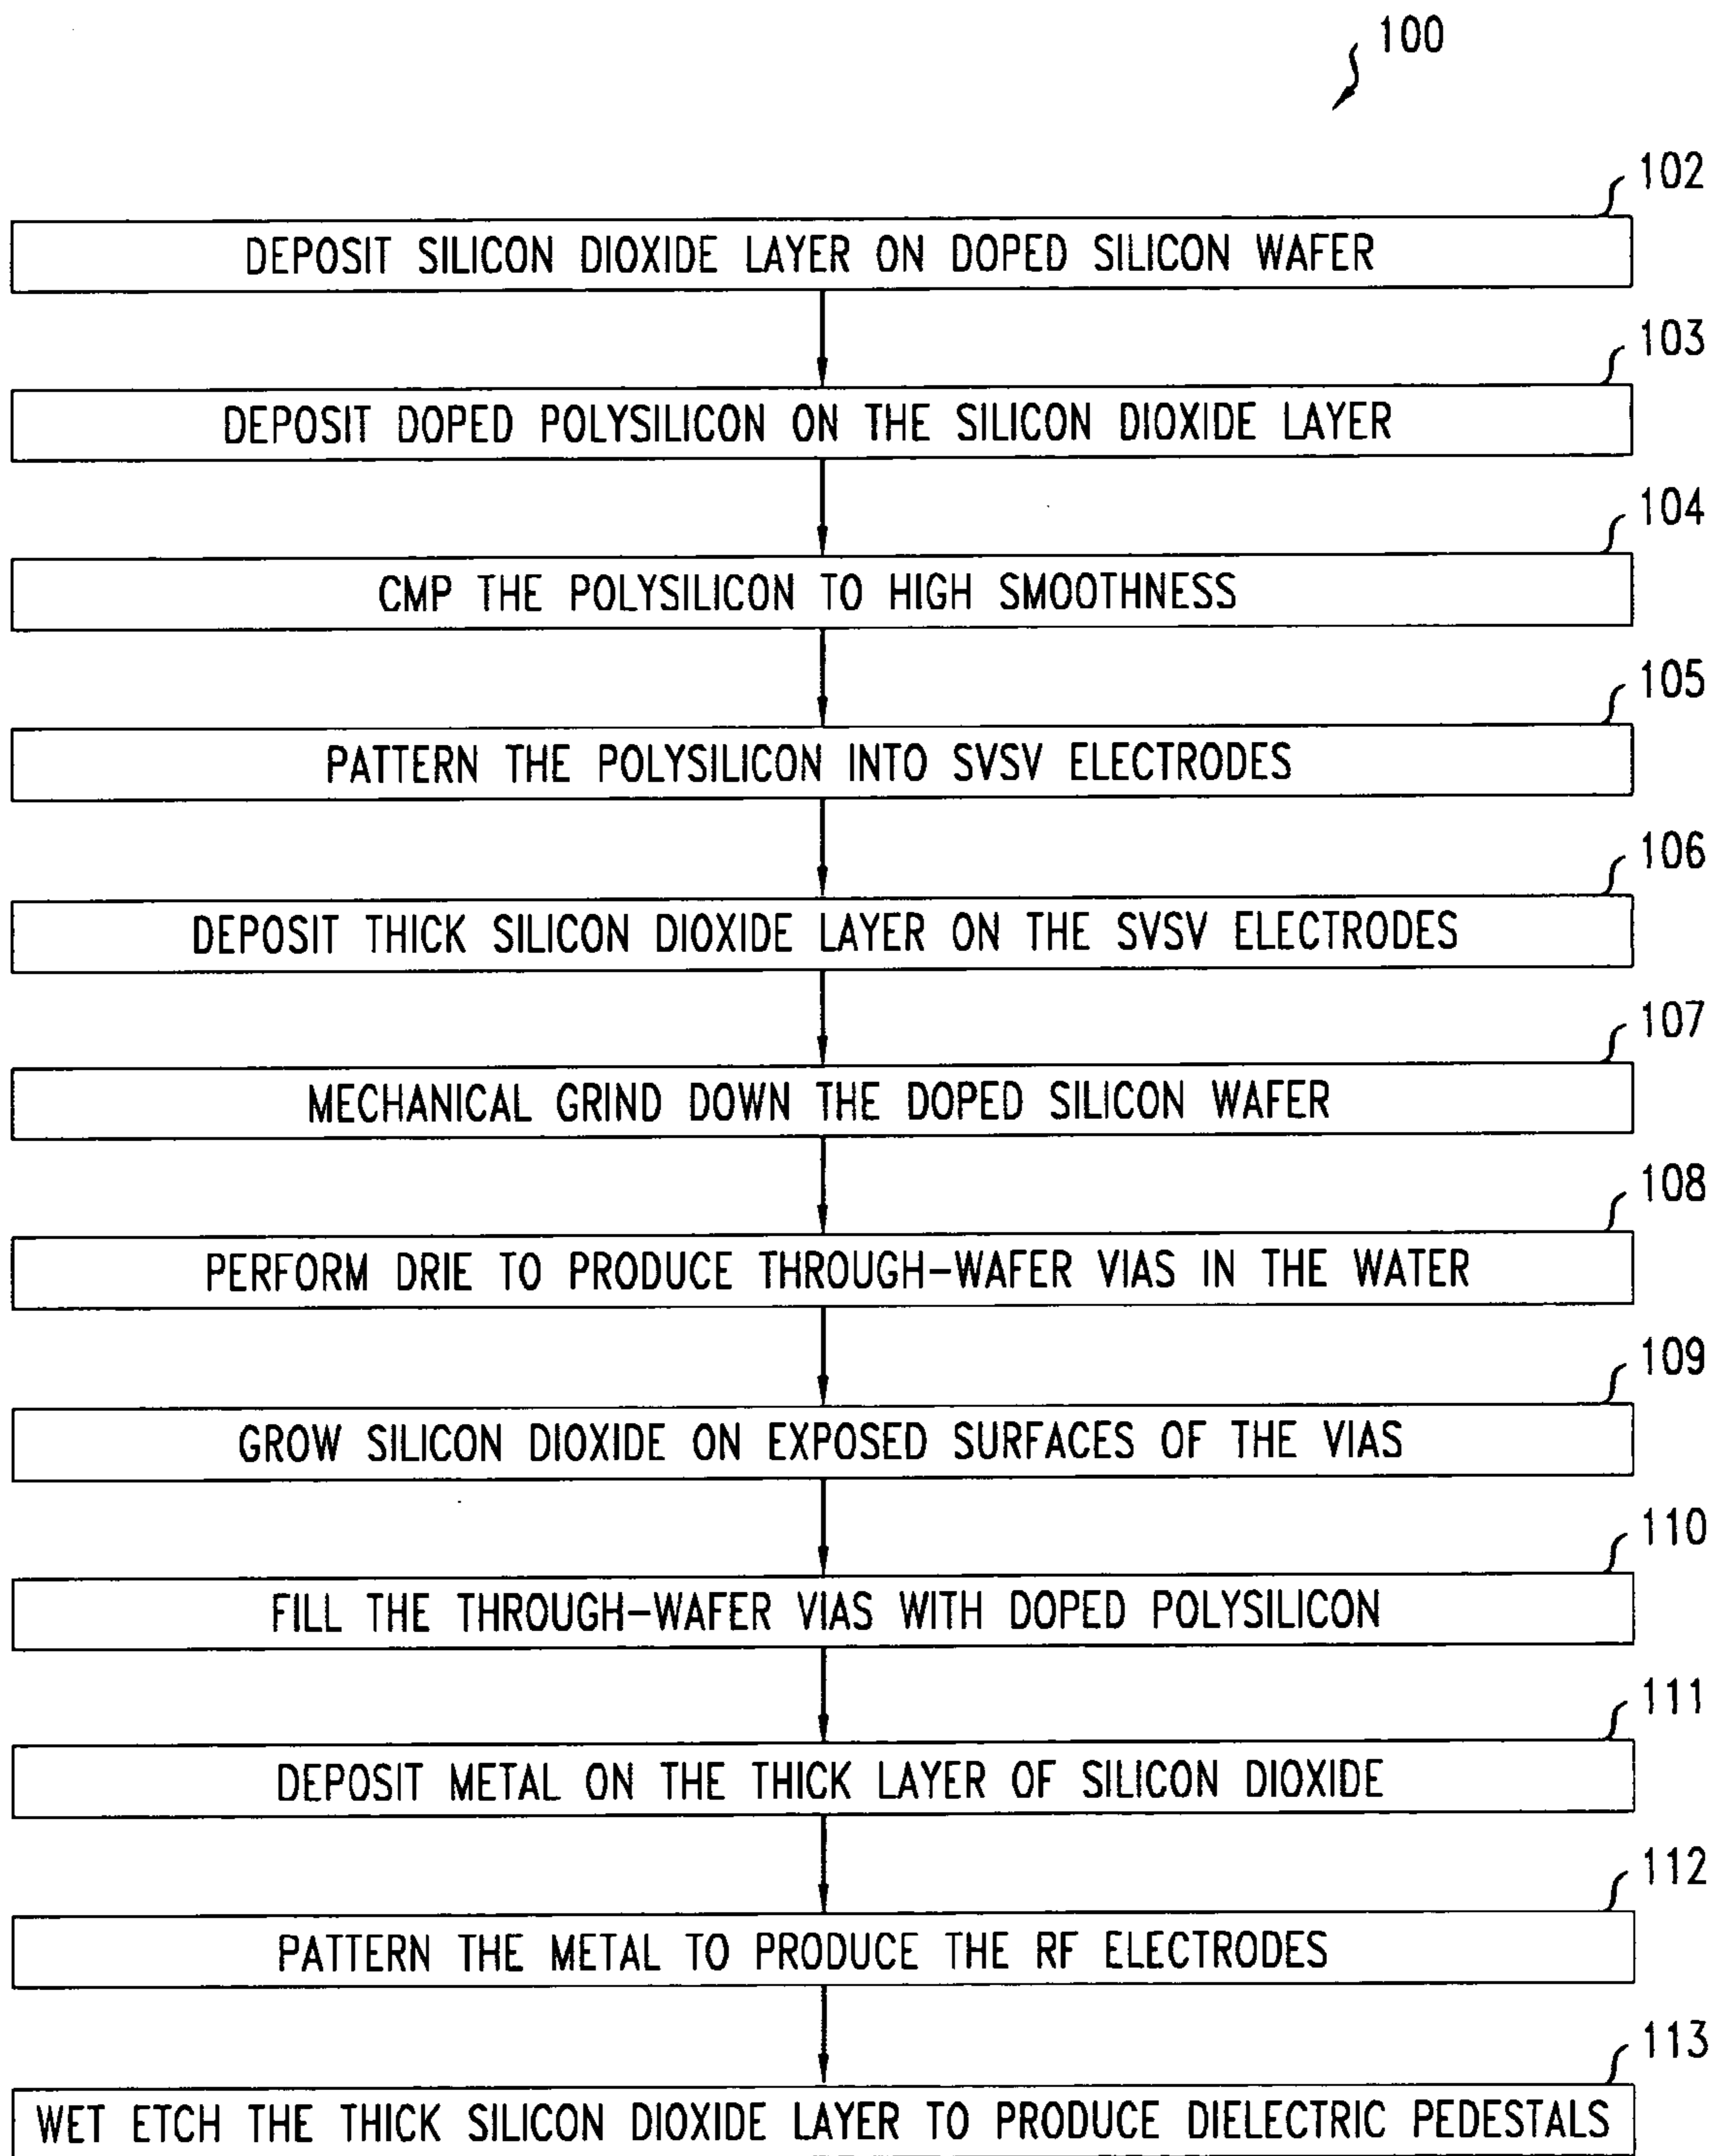 100
102
DEPOSIT SILICON DIOXIDE LAYER ON DOPED SILICON WAFER
103
DEPOSIT DOPED POLYSILICON ON THE SILICON DIOXIDE LAYER
104
CMP THE POLYSILICON TO HIGH SMOOTHNESS
105
PATTERN THE POLYSILICON INTO SVSV ELECTRODES
106
DEPOSIT THICK SILICON DIOXIDE LAYER ON THE SVSV ELECTRODES
107
MECHANICAL GRIND DOWN THE DOPED SILICON WAFER
108
PERFORM DRIE TO PRODUCE THROUGH-WAFER VIAS IN THE WATER
109
GROW SILICON DIOXIDE ON EXPOSED SURFACES OF THE VIAS
110
FILL THE THROUGH-WAFER VIAS WITH DOPED POLYSILICON
111
DEPOSIT METAL ON THE THICK LAYER OF SILICON DIOXIDE
112
PATTERN THE METAL TO PRODUCE THE RF ELECTRODES
113
WET ETCH THE THICK SILICON DIOXIDE LAYER TO PRODUCE DIELECTRIC PEDESTALS